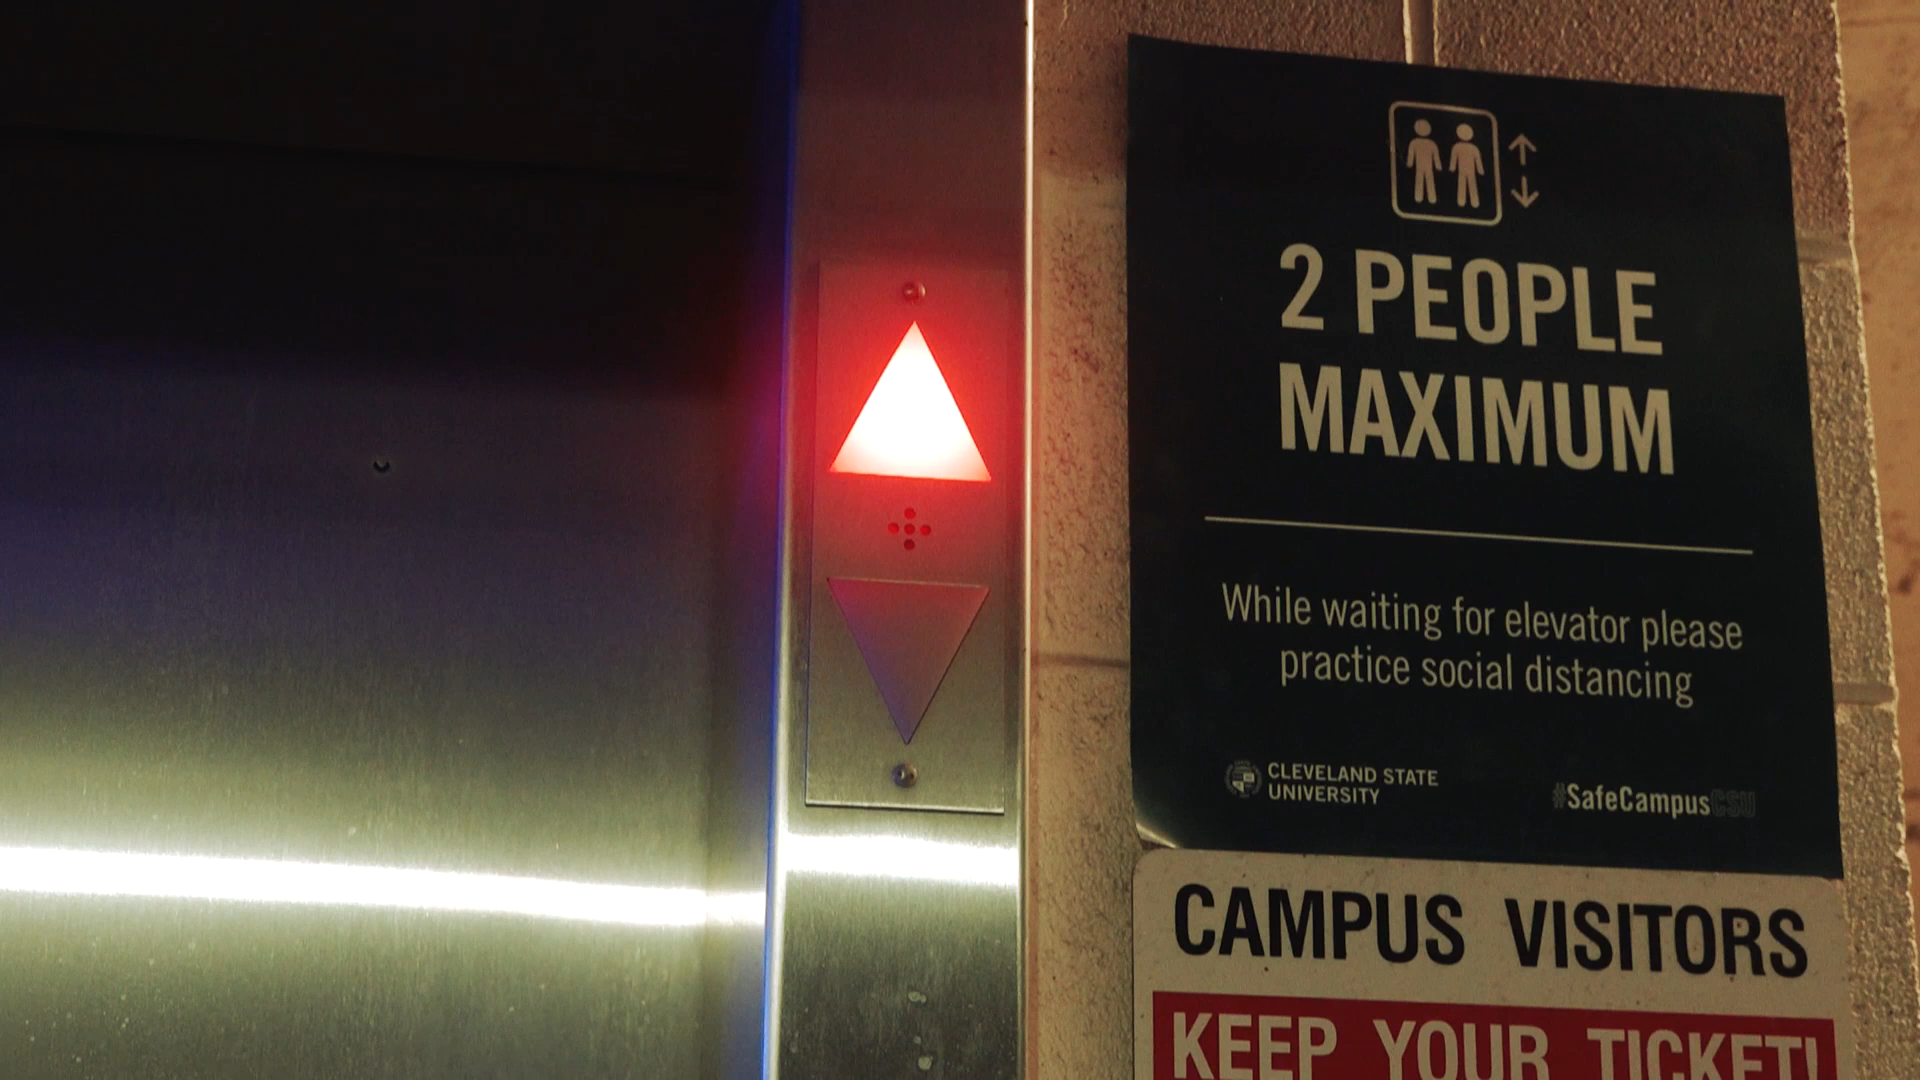 2 PEOPLE
MAXIMUM
While waiting for elevator please
practice social distancing
CLEVELAND STATE
UNIVERSITY
#SafeCampusCSU
CAMPUS VISITORS
KEEP YOUR TICKET!